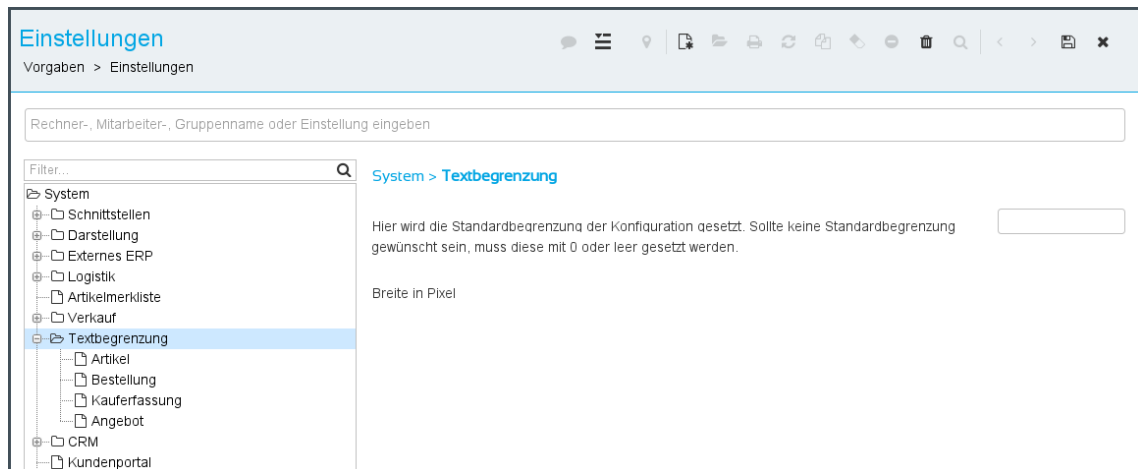 Einstellungen
Vorgaben > Einstellungen
Rechner-, Mitarbeiter-, Gruppenname oder Einstellung eingeben
Filter...
System
Schnittstellen
Darstellung
Externes ERP
Logistik
Artikelmerkliste
Verkauf
Textbegrenzung
Artikel
Bestellung
Kauferfassung
Angebot
CRM
Kundenportal
System > Textbegrenzung
Hier wird die Standardbegrenzung der Konfiguration gesetzt. Sollte keine Standardbegrenzung
gewünscht sein, muss diese mit 0 oder leer gesetzt werden.
Breite in Pixel